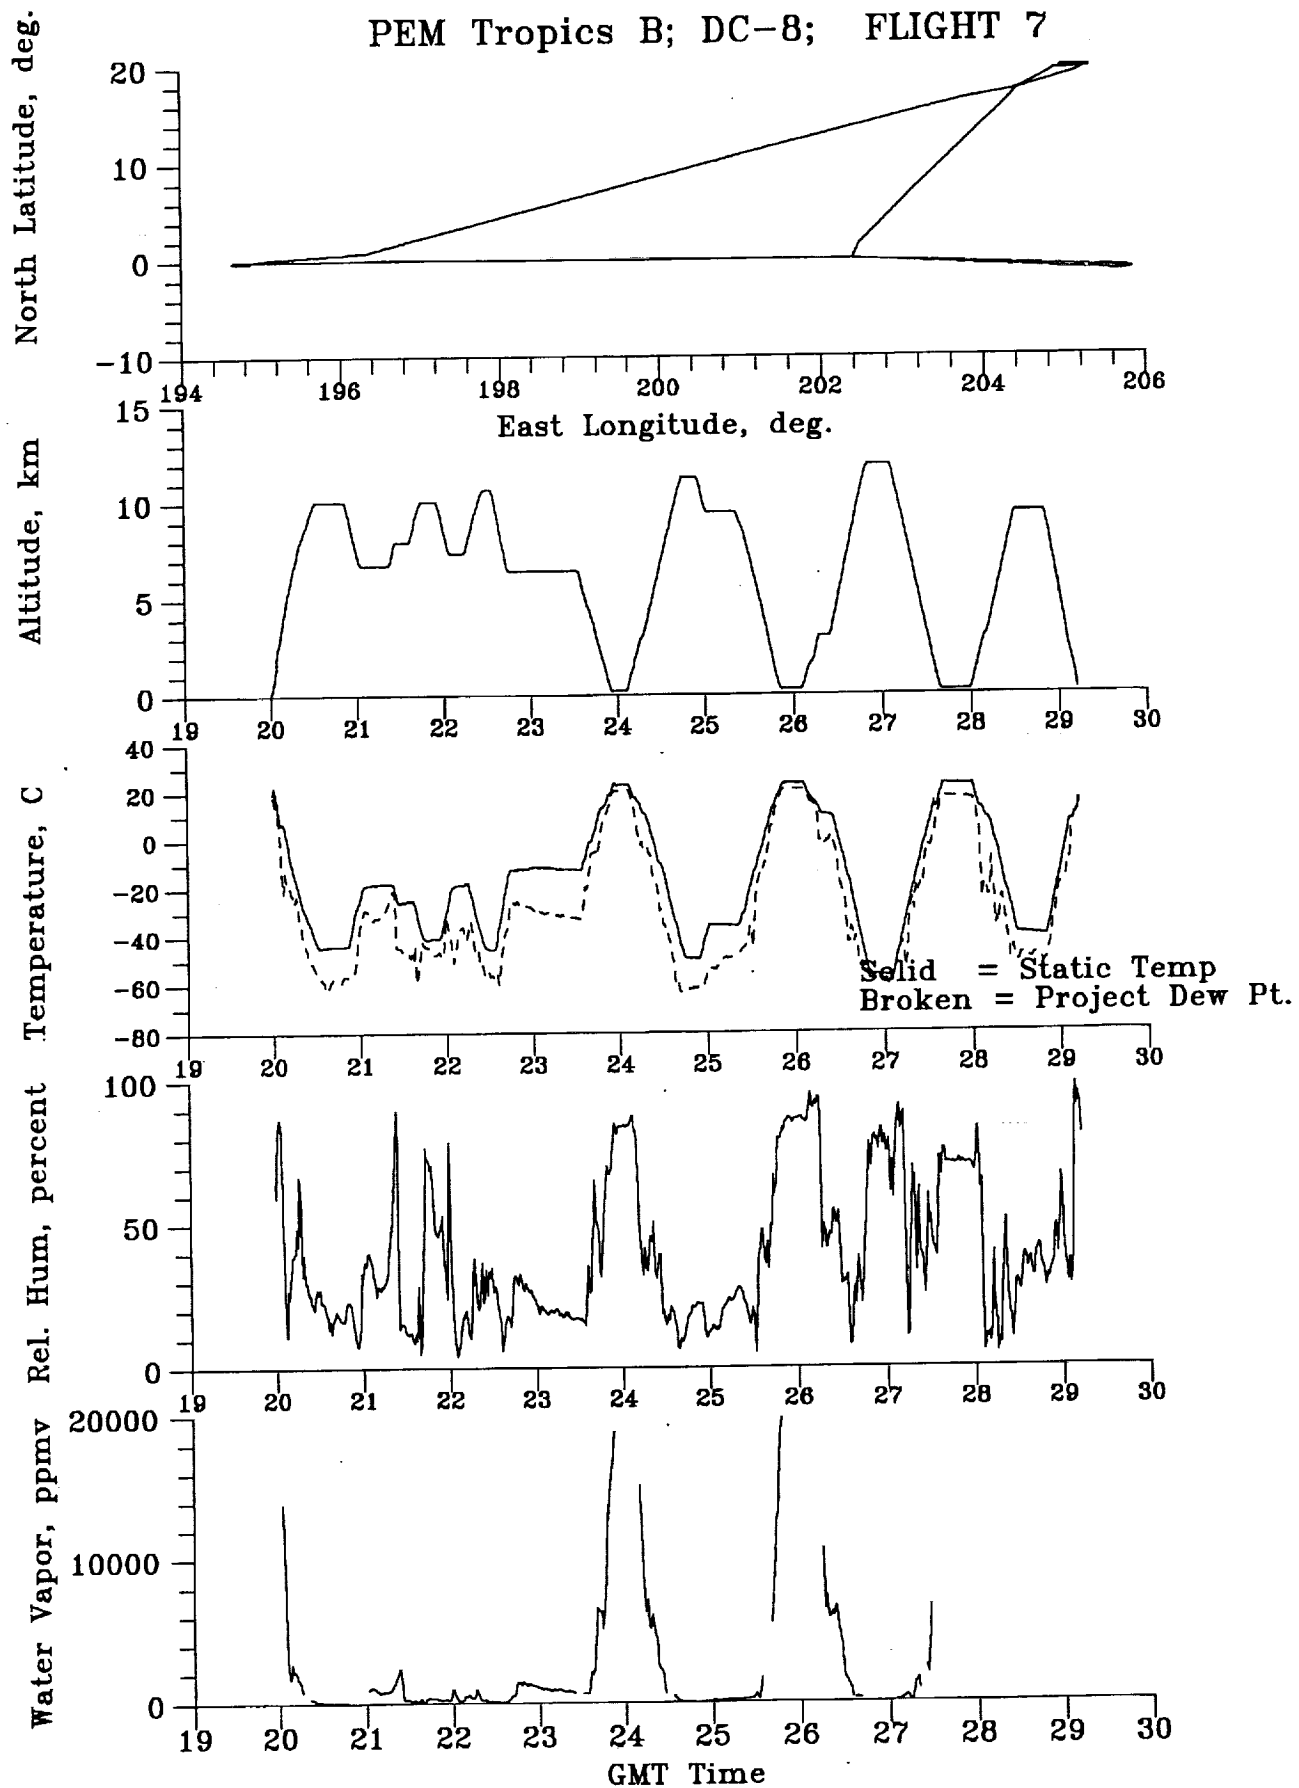 PEM Tropics B; DC-8; FLIGHT 7
North Latitude, deg.
20
10
0
-10
194 196 198 200 202 204 206
East Longitude, deg.
Altitude, km
15
10
5
0
19 20 21 22 23 24 25 26 27 28 29 30
Temperature, C
40
20
0
-20
-40
-60
-80
Solid = Static Temp
Broken = Project Dew Pt.
19 20 21 22 23 24 25 26 27 28 29 30
Rel. Hum, percent
100
50
0
19 20 21 22 23 24 25 26 27 28 29 30
Water Vapor, ppmv
20000
10000
0
19 20 21 22 23 24 25 26 27 28 29 30
GMT Time